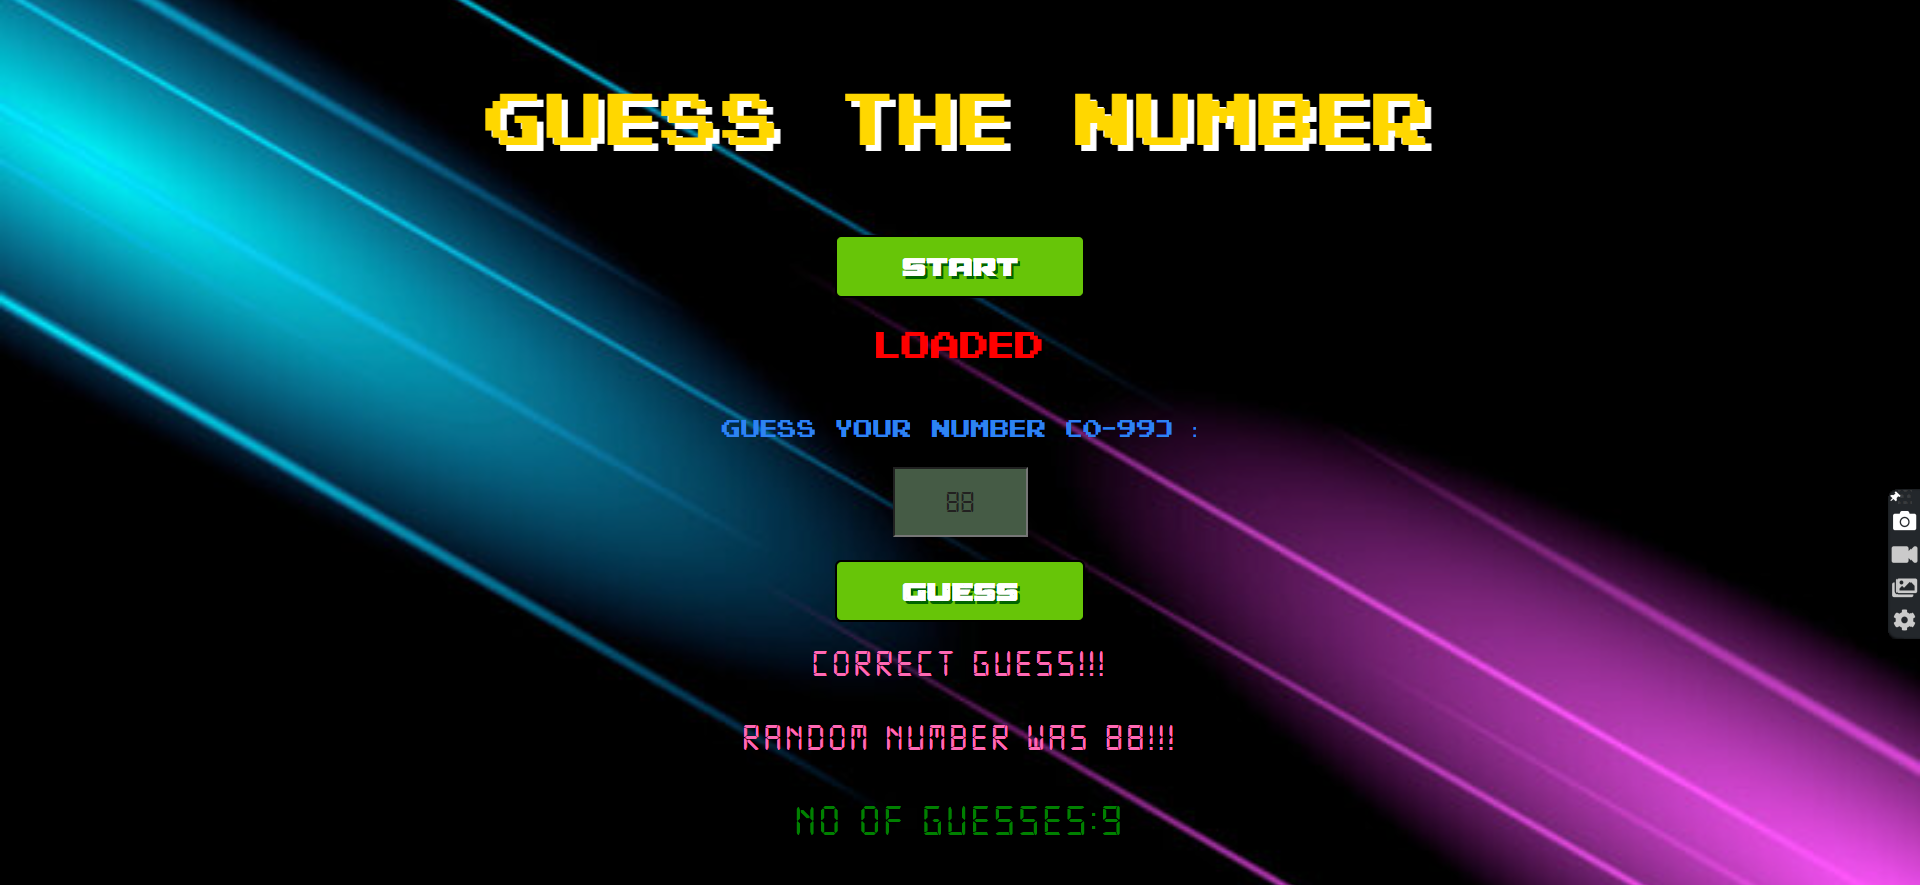 GUESS THE NUMBER
START
LOADED
GUESS YOUR NUMBER [0-99] :
88
GUESS
CORRECT GUESS!!!
RANDOM NUMBER WAS 88!!!
NO OF GUESSES:9